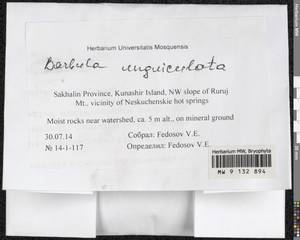 Herbarium Universitatis Mosquensis
Barbula unguiculata
Sakhalin Province, Kunashir Island, NW slope of Ruruj
Mt., vicinity of Neskuchenskie hot springs
Moist rocks near watershed, ca. 5 m alt., on mineral ground
30.07.14 Собрал: Fedosov V.E.
№ 14-1-117 Определил: Fedosov V.E.
Herbarium MW, Bryophyta
MW 9 132 894